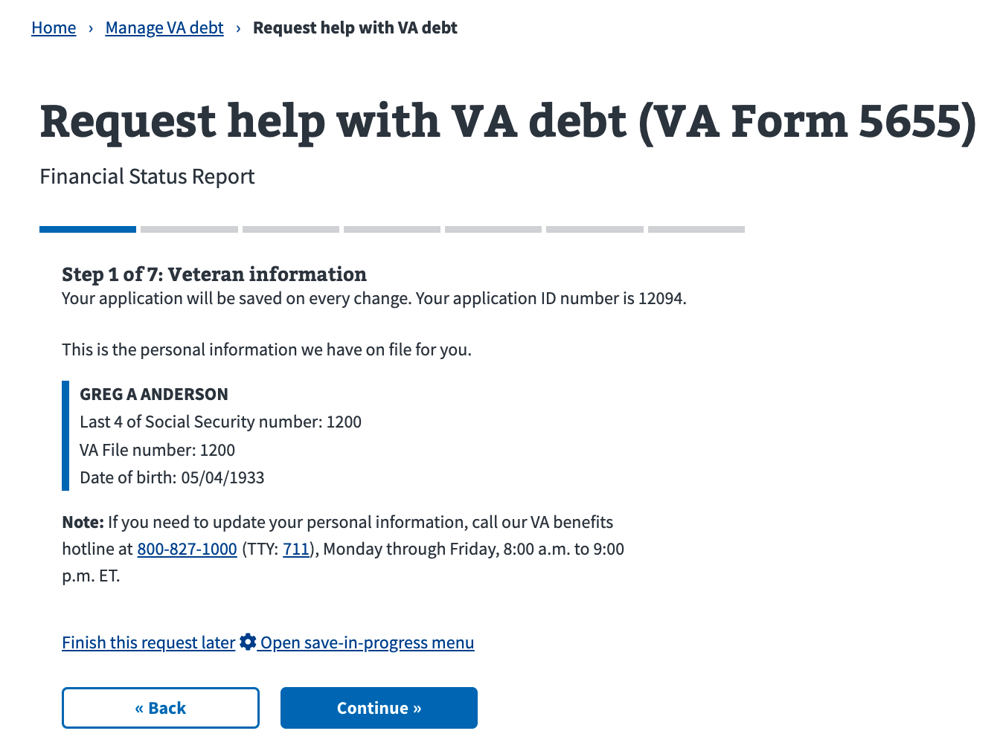 Home › Manage VA debt › Request help with VA debt
Request help with VA debt (VA Form 5655)
Financial Status Report
Step 1 of 7: Veteran information
Your application will be saved on every change. Your application ID number is 12094.
This is the personal information we have on file for you.
GREG A ANDERSON
Last 4 of Social Security number: 1200
VA File number: 1200
Date of birth: 05/04/1933
Note: If you need to update your personal information, call our VA benefits
hotline at 800-827-1000 (TTY: 711), Monday through Friday, 8:00 a.m. to 9:00
p.m. ET.
Finish this request later Open save-in-progress menu
« Back Continue »